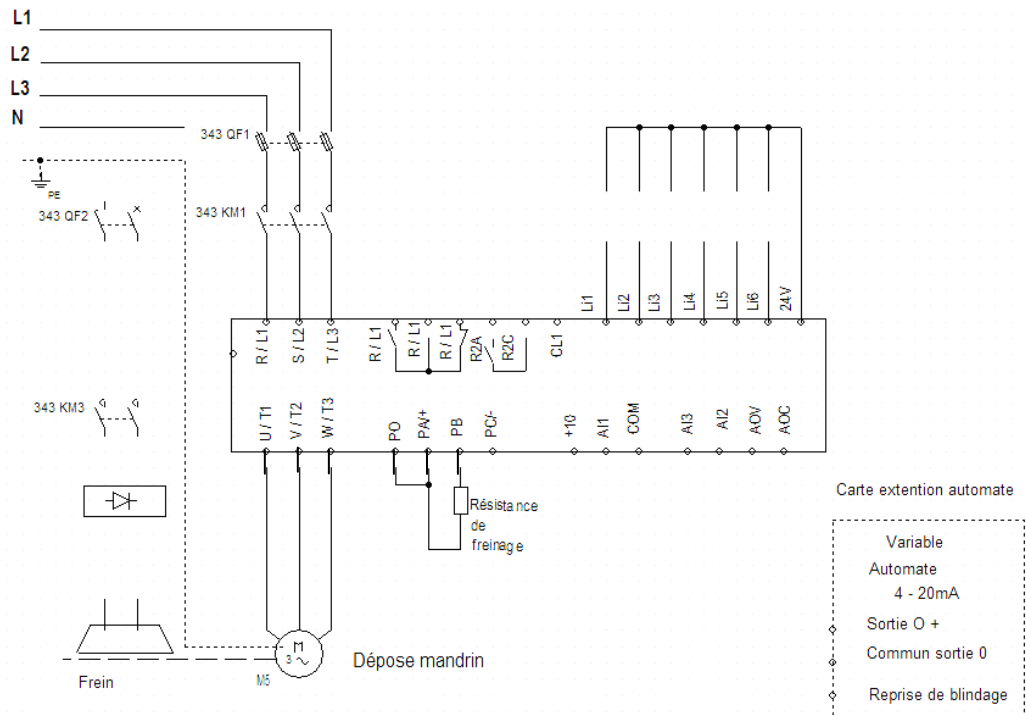 L1
L2
L3
N
343 QF1
PE
343 QF2
343 KM1
Li1
Li2
Li3
Li4
Li5
Li6
24V
R / L1
S / L2
T / L3
R / L1
R / L1
R / L1
R2A
R2C
CL1
343 KM3
U / T1
V / T2
W / T3
PO
PA/+
PB
PC/-
+10
AI1
COM
AI3
AI2
AOV
AOC
Résistance
de
freinage
Carte extention automate
Variable
Automate
4 - 20mA
Sortie O +
Commun sortie 0
Reprise de blindage
M
3 ~
M5
Dépose mandrin
Frein